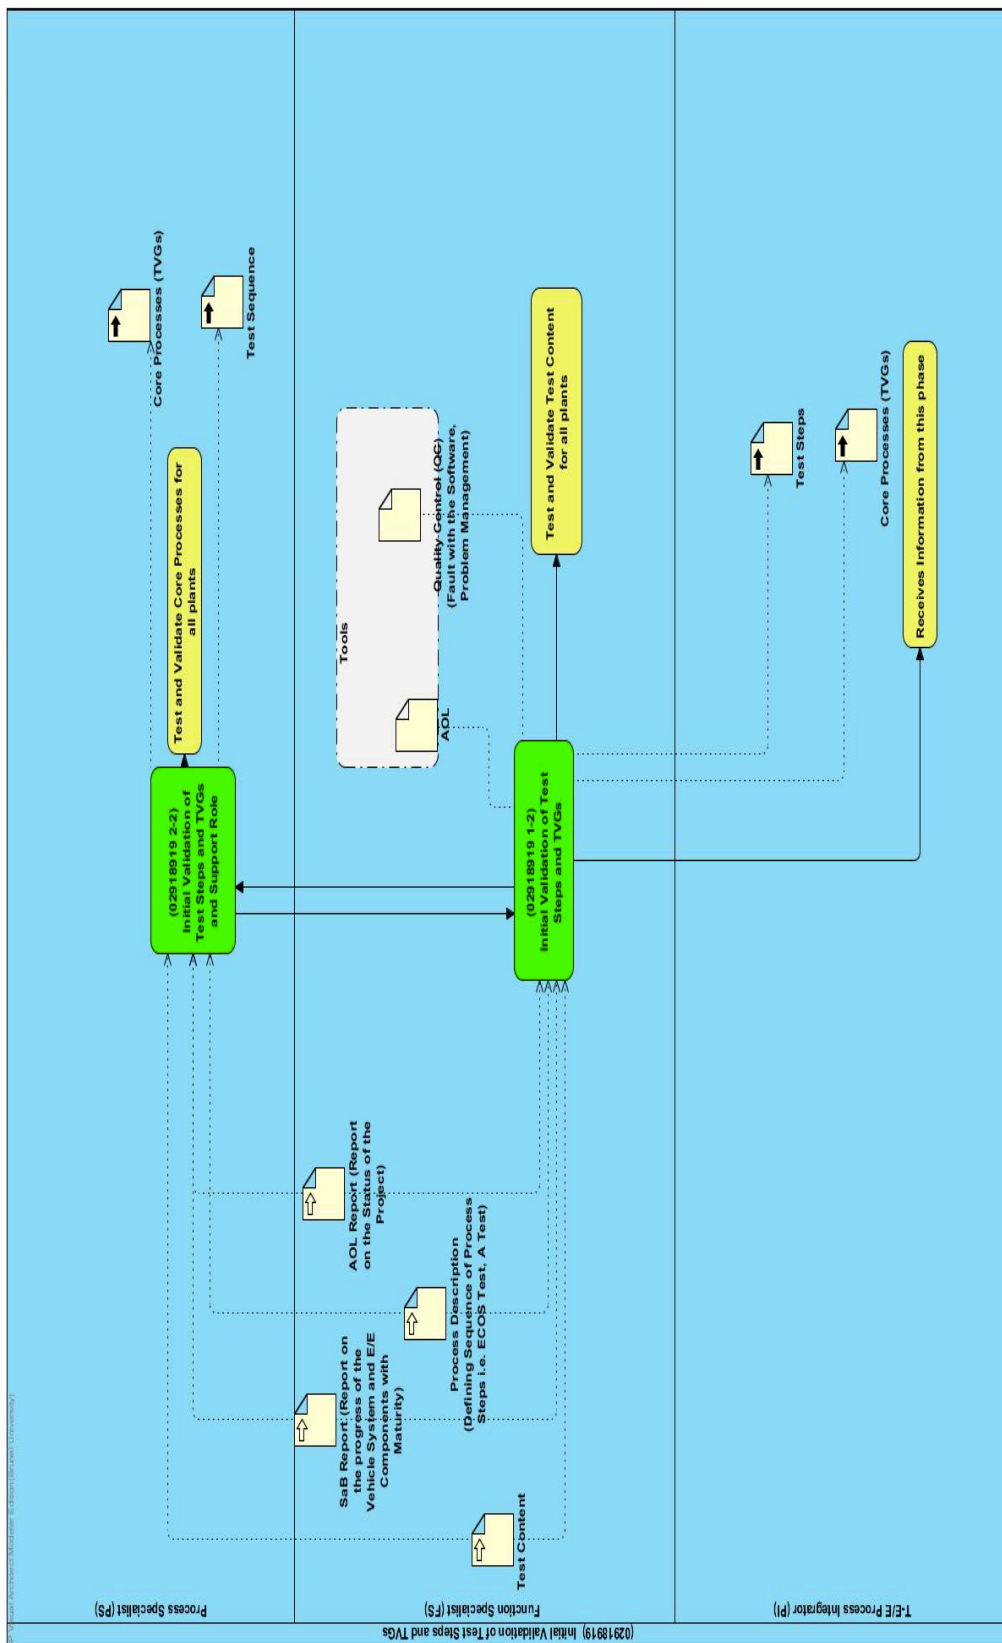 (02918919) Initial Validation of Test Steps and TVGs
Process Specialist (PS)
(02918919 2-2)
Initial Validation of
Test Steps and TVGs
and Support Role
Test and Validate Core Processes for
all plants
Core Processes (TVGs)
Test Sequence
Function Specialist (FS)
Test Content
SaB Report (Report on
the progress of the
Vehicle System and E/E
Components with
Maturity)
Process Description
(Defining Sequence of Process
Steps i.e. ECOS Test, A Test)
AOL Report (Report
on the Status of the
Project)
(02918919 1-2)
Initial Validation of Test
Steps and TVGs
Tools
AOL
Quality Control (QC)
(Fault with the Software,
Problem Management)
Test and Validate Test Content
for all plants
T-E/E Process Integrator (PI)
Test Steps
Core Processes (TVGs)
Receives Information from this phase